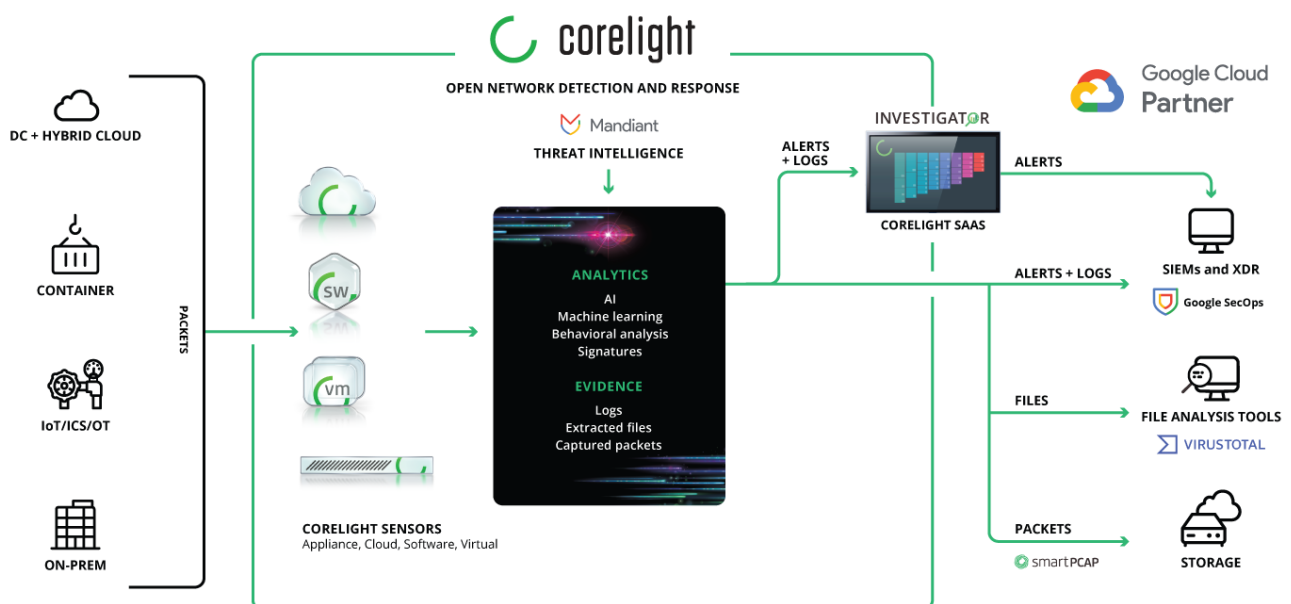 corelight
OPEN NETWORK DETECTION AND RESPONSE
Mandiant
THREAT INTELLIGENCE
Google Cloud
Partner
DC + HYBRID CLOUD
CONTAINER
IoT/ICS/OT
ON-PREM
PACKETS
sw
vm
CORELIGHT SENSORS
Appliance, Cloud, Software, Virtual
ANALYTICS
AI
Machine learning
Behavioral analysis
Signatures
EVIDENCE
Logs
Extracted files
Captured packets
ALERTS
+ LOGS
INVESTIGATOR
CORELIGHT SAAS
ALERTS
ALERTS + LOGS
SIEMs and XDR
Google SecOps
FILES
FILE ANALYSIS TOOLS
VIRUSTOTAL
PACKETS
smartPCAP
STORAGE